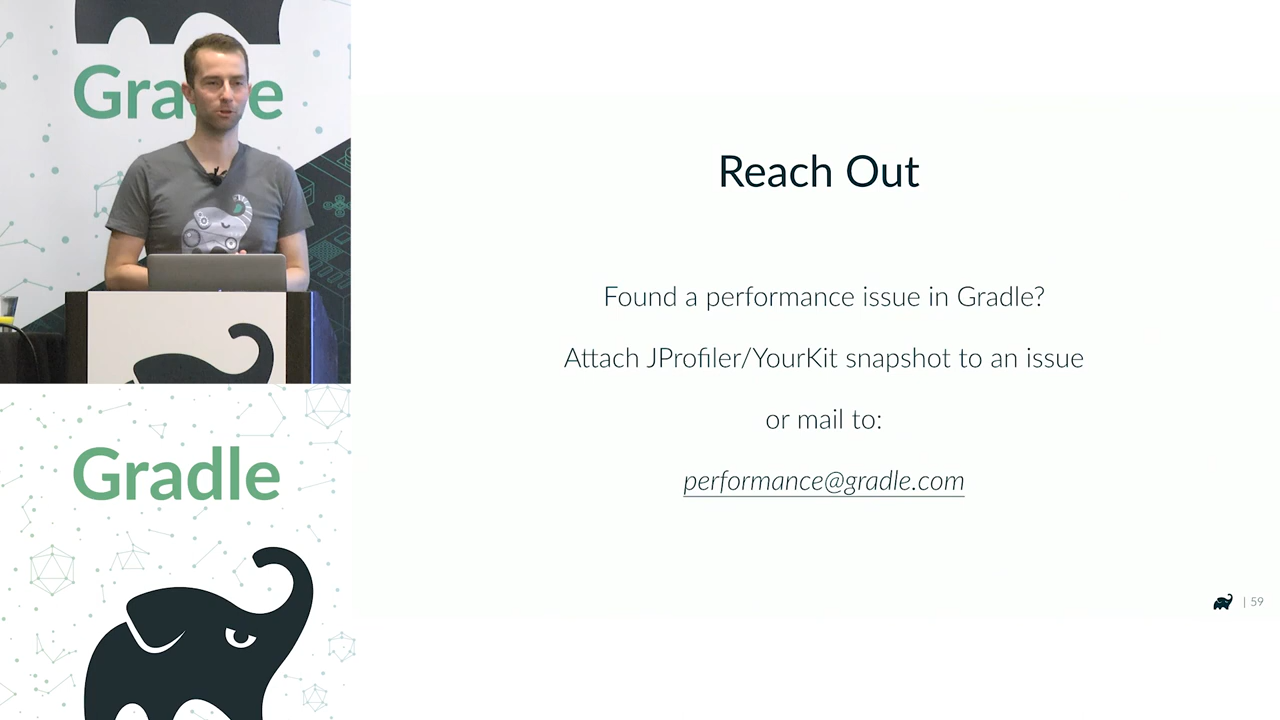 Gradle
Reach Out
Found a performance issue in Gradle?
Attach JProfiler/YourKit snapshot to an issue
or mail to:
performance@gradle.com
Gradle
| 59